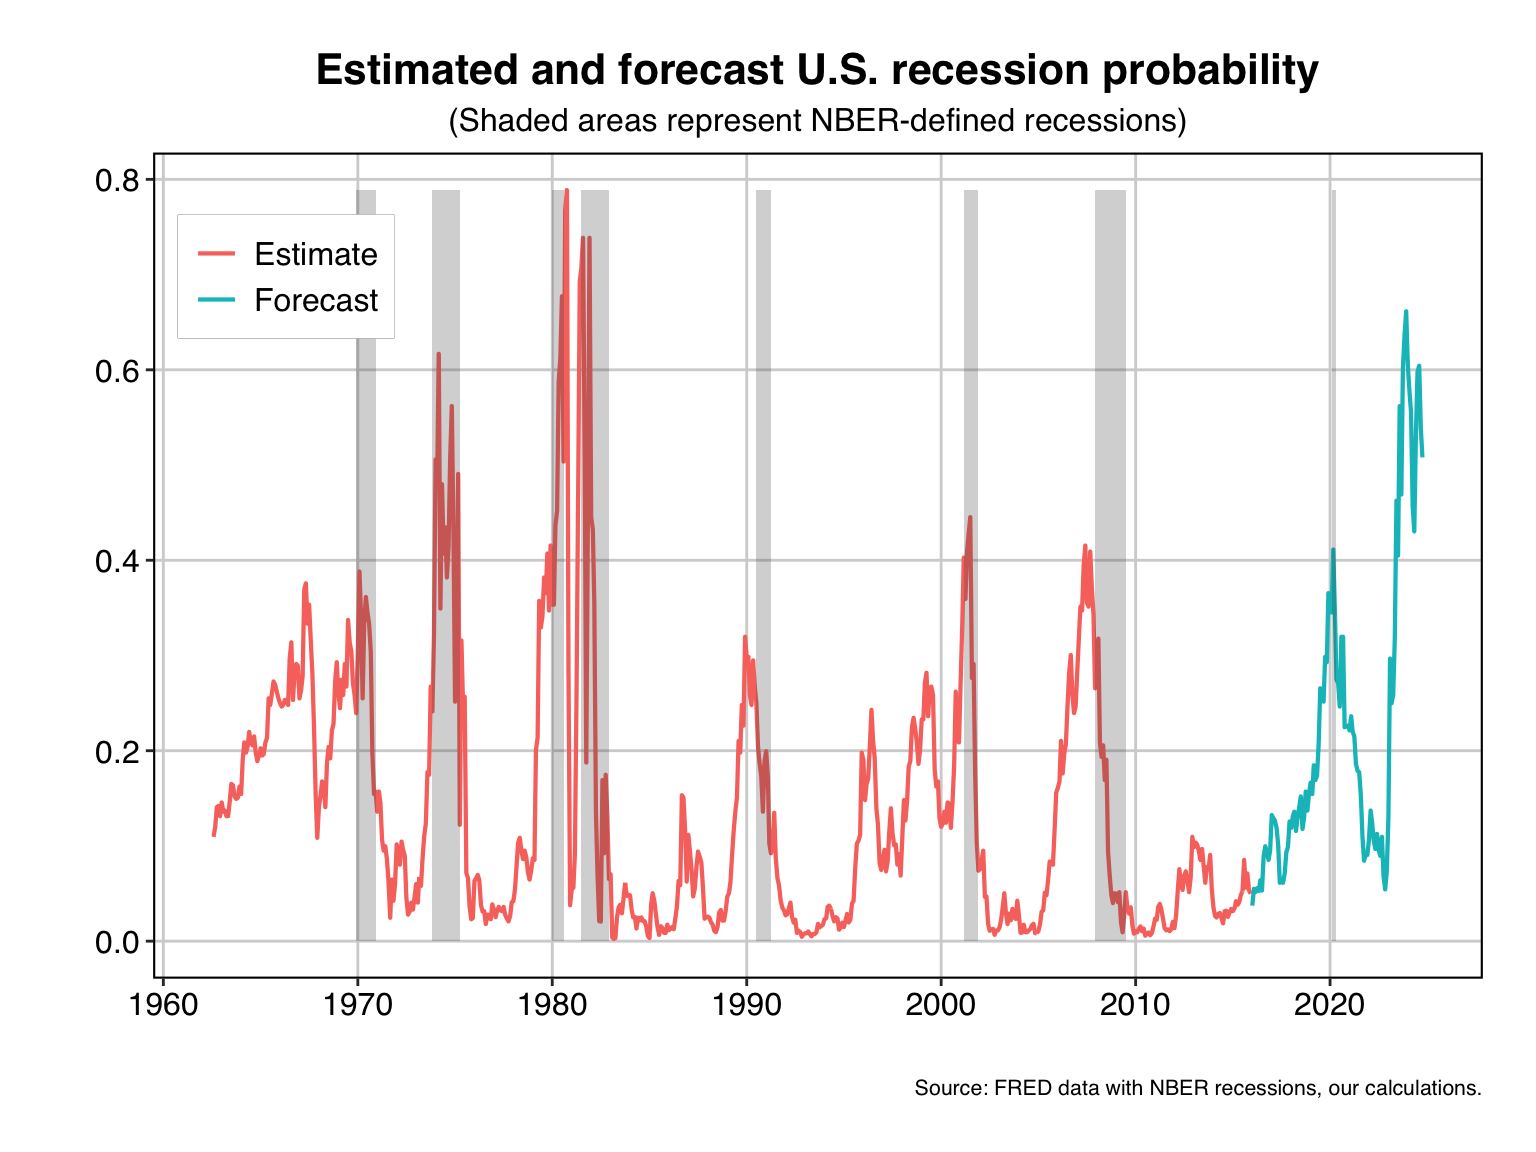 Estimated and forecast U.S. recession probability
(Shaded areas represent NBER-defined recessions)
0.8
Estimate
Forecast
0.6
0.4
0.2
0.0
1960 1970 1980 1990 2000 2010 2020
Source: FRED data with NBER recessions, our calculations.